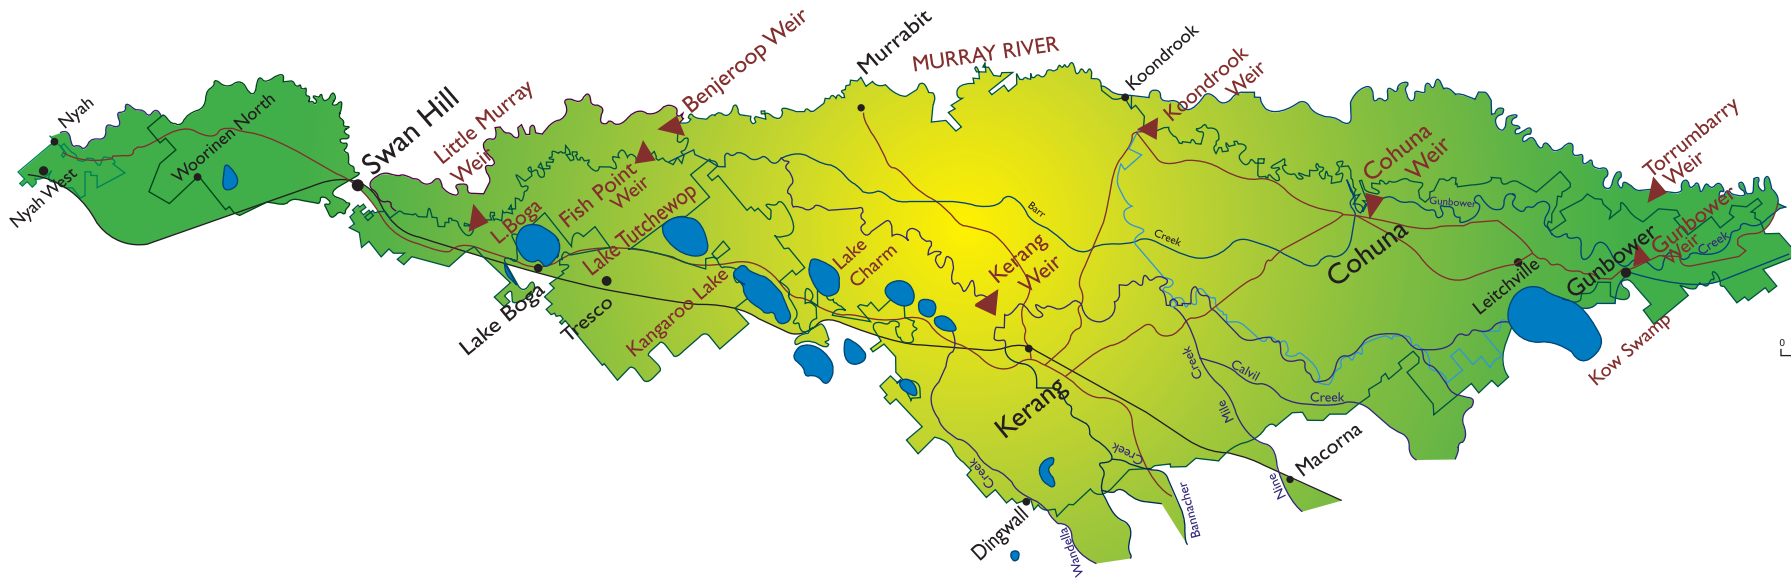 Nyah
Nyah West
Woorinen North
Swan Hill
Little Murray
Weir
L.Boga
Lake Boga
Fish Point
Weir
Benjeroop Weir
Lake Tutchewop
Tresco
Kangaroo Lake
Lake
Charm
Murrabit
MURRAY RIVER
Koondrook
Koondrook
Weir
Barr
Creek
Kerang
Weir
Kerang
Cohuna
Weir
Cohuna
Gunbower
Torrumbarry
Weir
Gunbower
Weir
Creek
Gunbower
Leitchville
Kow Swamp
Creek
Mile
Nine
Calvil
Creek
Macorna
Creek
Bannacher
Creek
Wandella
Dingwall
0